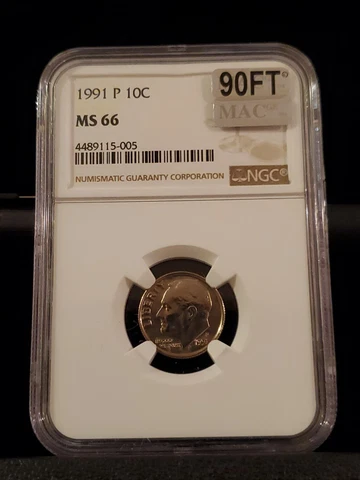 1991 P 10C
MS 66
4489115-005
NUMISMATIC GUARANTY CORPORATION
NGC®
90FT
MAC
LIBERTY